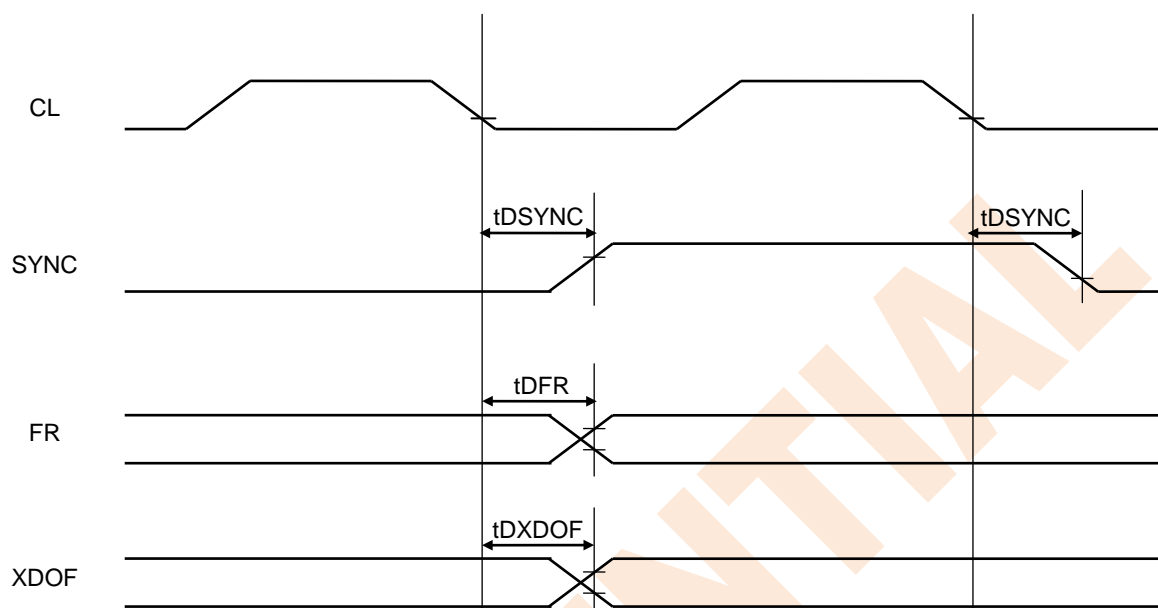 CL
tDSYNC
tDSYNC
SYNC
tDFR
FR
tDXDOF
XDOF
NTIAL